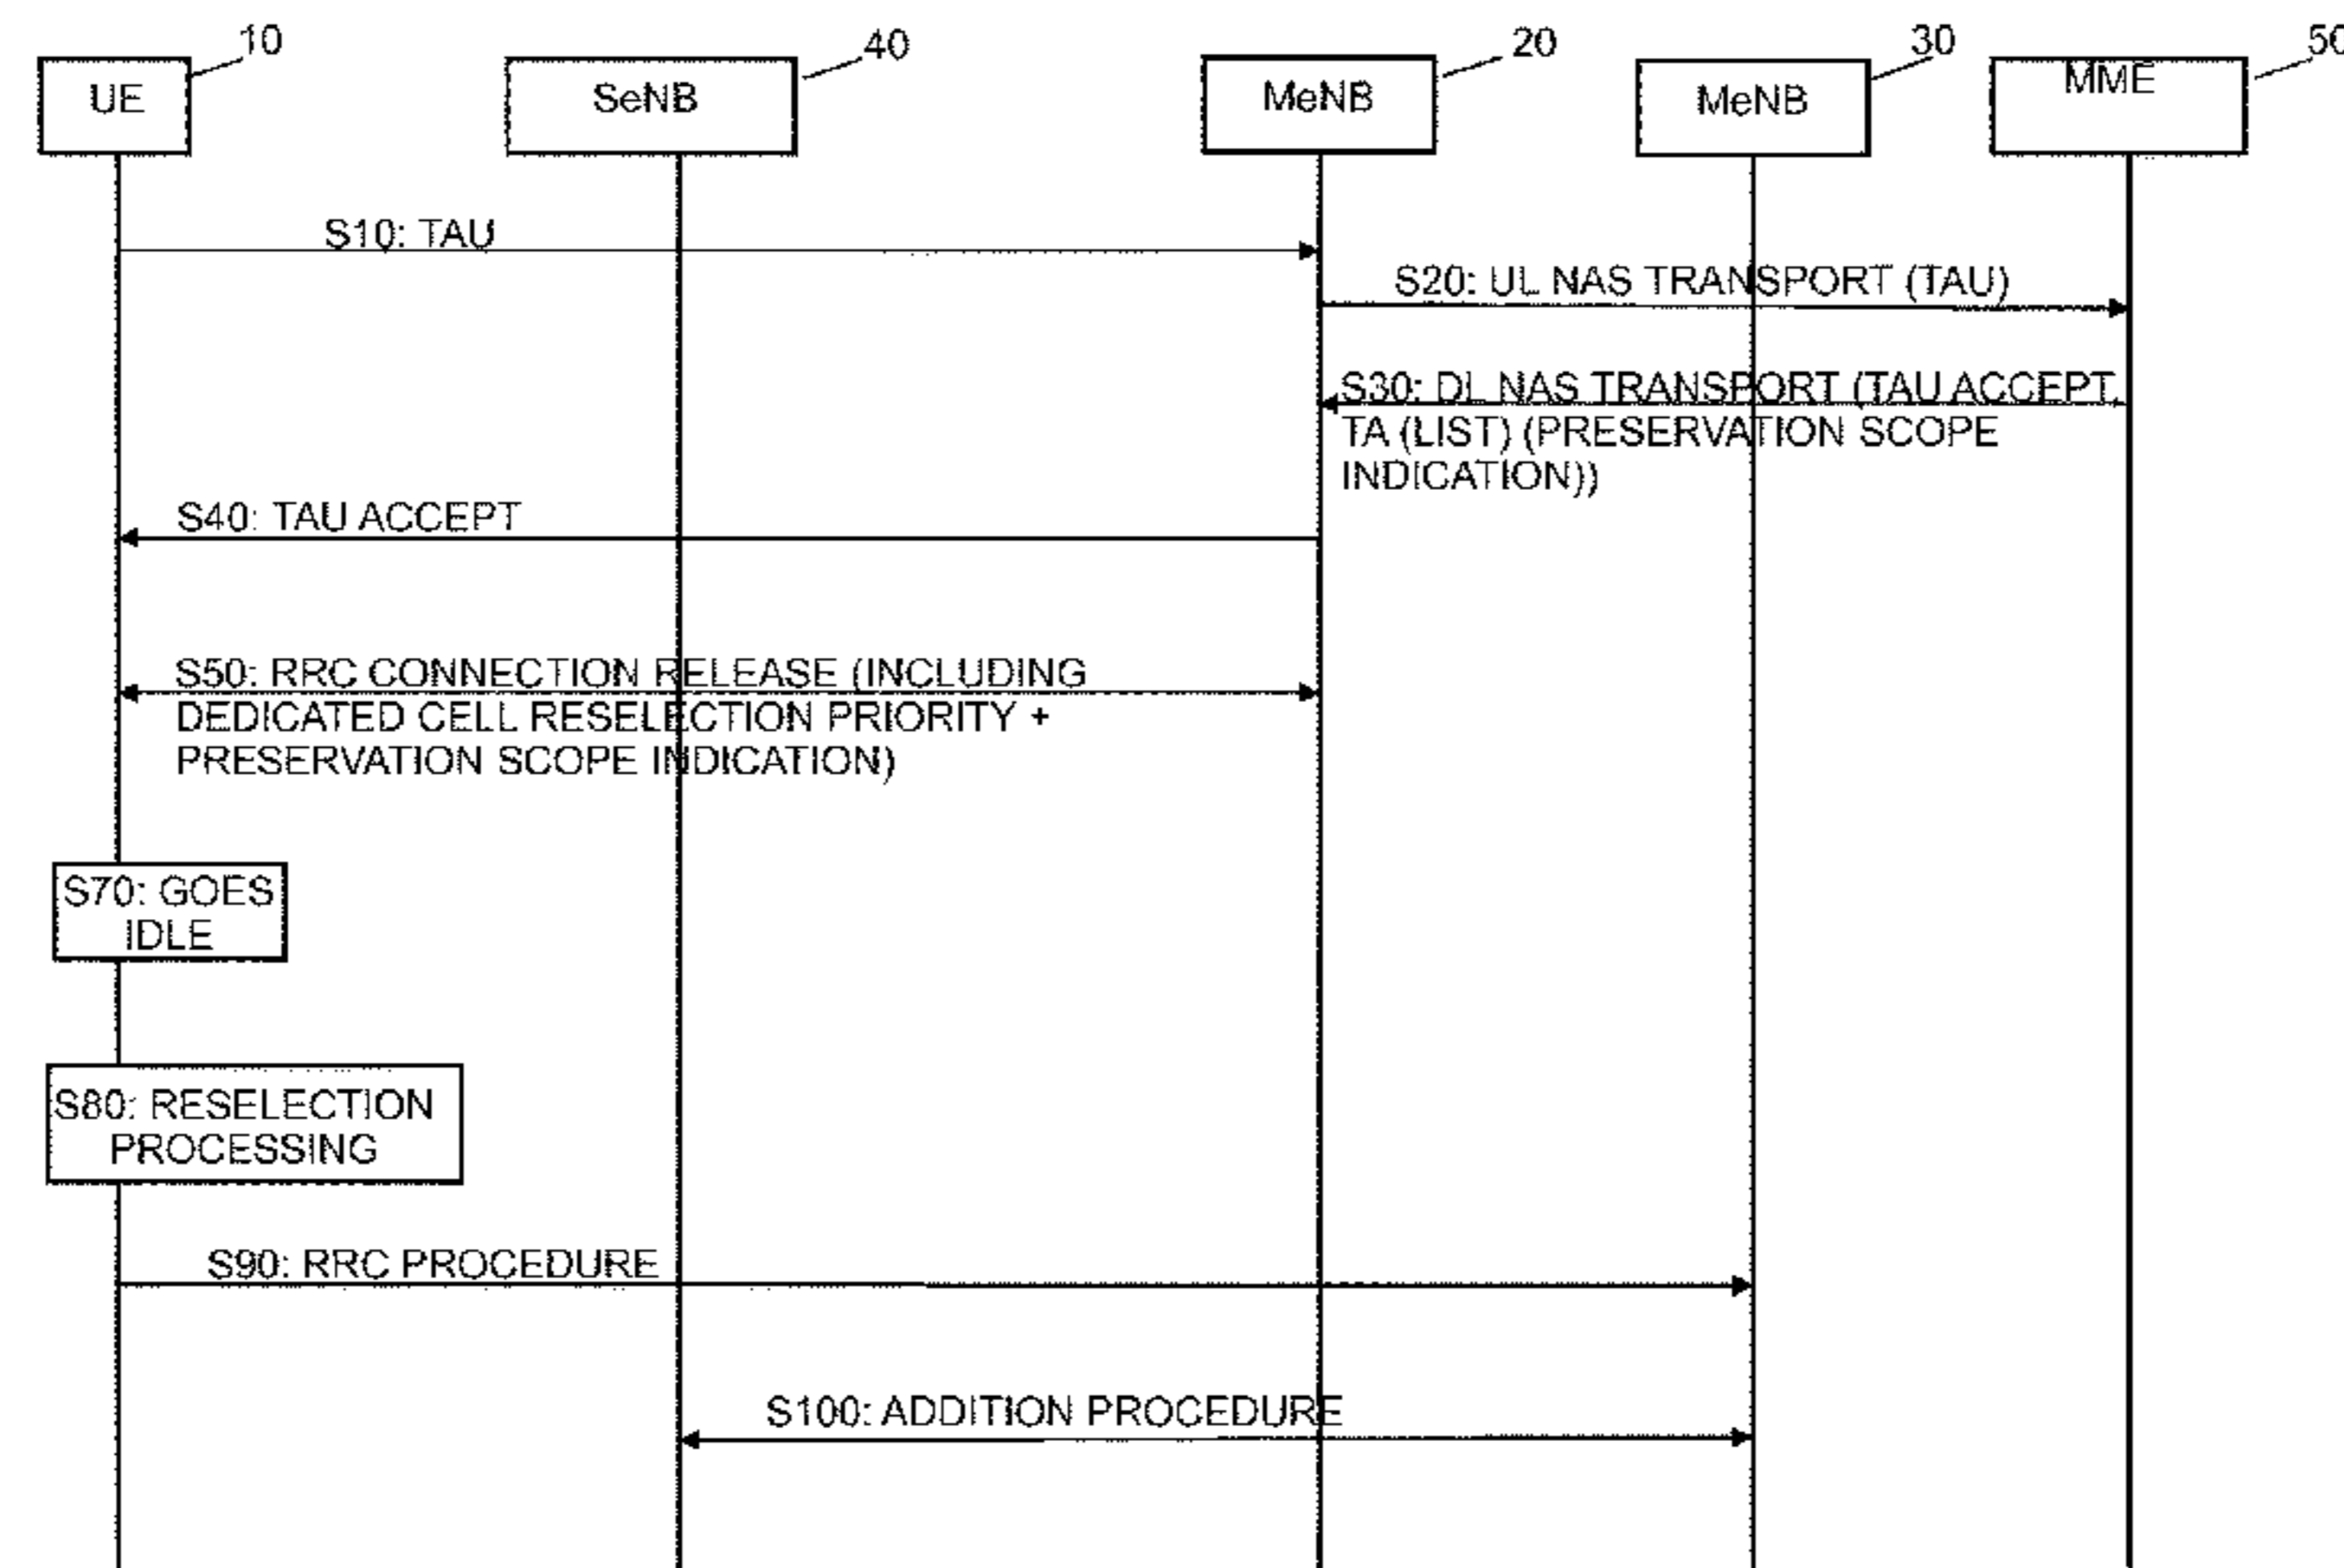 10
40
20
30
50
UE
SeNB
MeNB
MeNB
MME
S10: TAU
S20: UL NAS TRANSPORT (TAU)
S30: DL NAS TRANSPORT (TAU ACCEPT,
TA (LIST) (PRESERVATION SCOPE
INDICATION))
S40: TAU ACCEPT
S50: RRC CONNECTION RELEASE (INCLUDING
DEDICATED CELL RESELECTION PRIORITY +
PRESERVATION SCOPE INDICATION)
S70: GOES
IDLE
S80: RESELECTION
PROCESSING
S90: RRC PROCEDURE
S100: ADDITION PROCEDURE